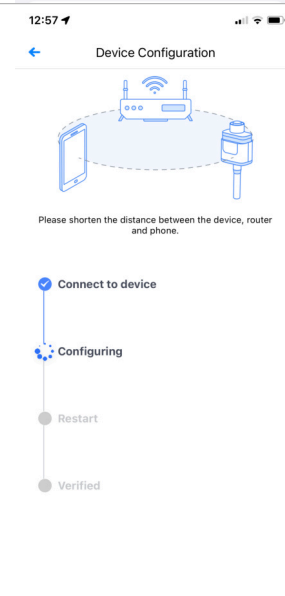 12:57
Device Configuration
Please shorten the distance between the device, router
and phone.
Connect to device
Configuring
Restart
Verified